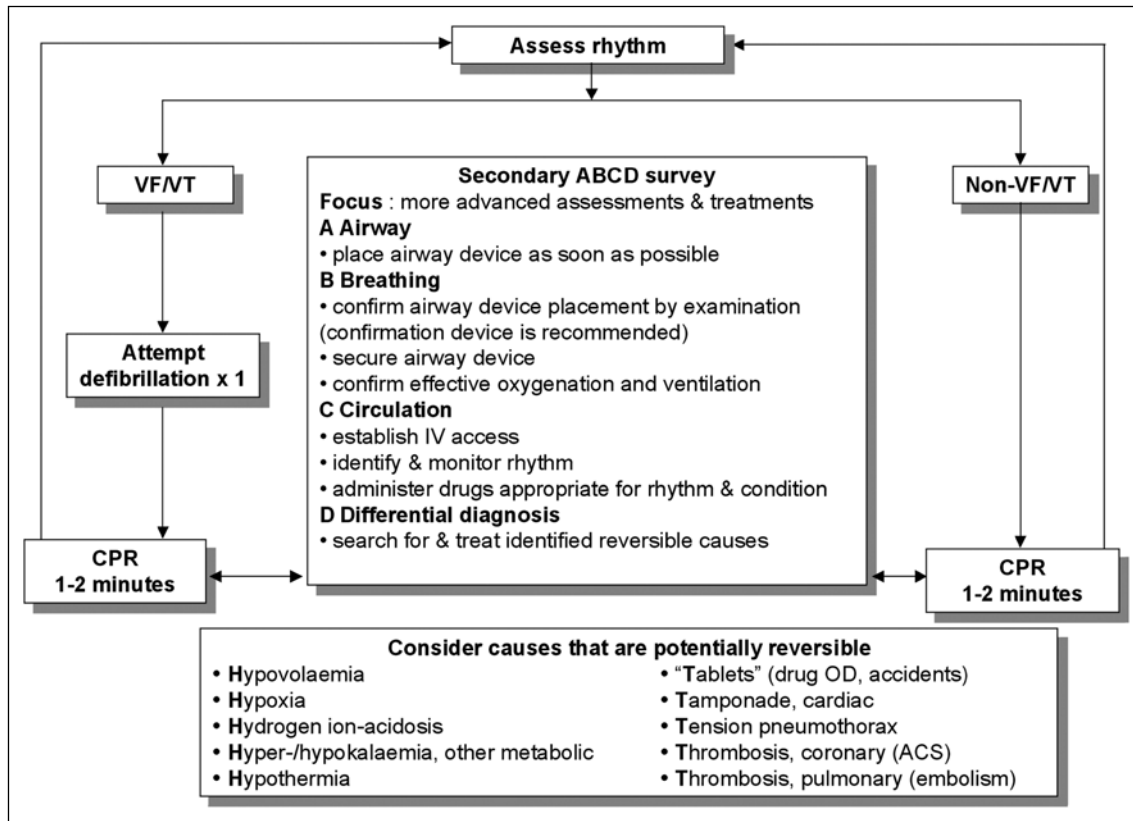 Assess rhythm
VF/VT
Attempt
defibrillation x 1
CPR
1-2 minutes
Secondary ABCD survey
Focus : more advanced assessments & treatments
A Airway
• place airway device as soon as possible
B Breathing
• confirm airway device placement by examination
(confirmation device is recommended)
• secure airway device
• confirm effective oxygenation and ventilation
C Circulation
• establish IV access
• identify & monitor rhythm
• administer drugs appropriate for rhythm & condition
D Differential diagnosis
• search for & treat identified reversible causes
Non-VF/VT
CPR
1-2 minutes
Consider causes that are potentially reversible
• Hypovolaemia
• Hypoxia
• Hydrogen ion-acidosis
• Hyper-/hypokalaemia, other metabolic
• Hypothermia
• “Tablets” (drug OD, accidents)
• Tamponade, cardiac
• Tension pneumothorax
• Thrombosis, coronary (ACS)
• Thrombosis, pulmonary (embolism)